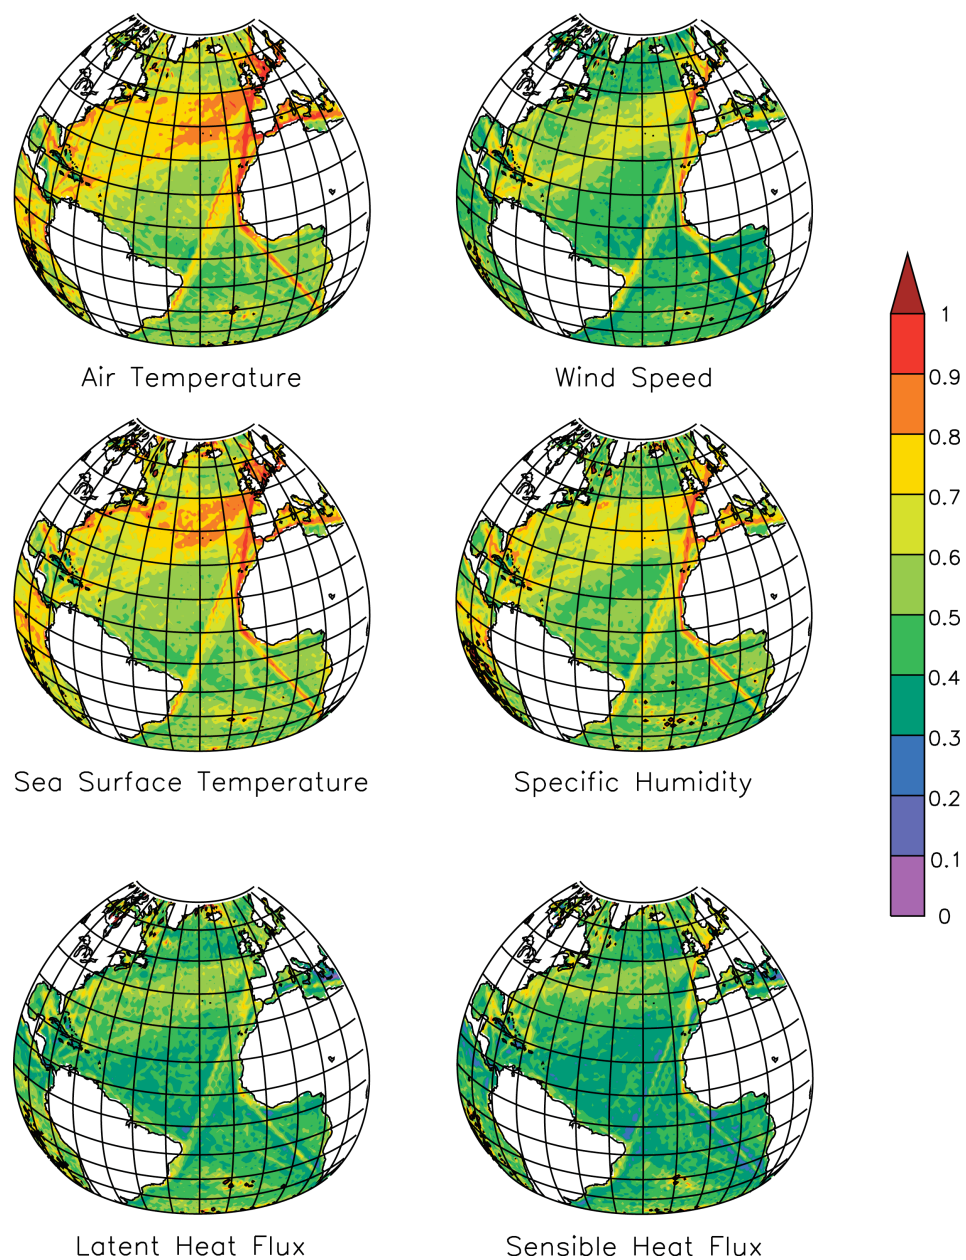 Air Temperature
Wind Speed
Sea Surface Temperature
Specific Humidity
Latent Heat Flux
Sensible Heat Flux
1
0.9
0.8
0.7
0.6
0.5
0.4
0.3
0.2
0.1
0